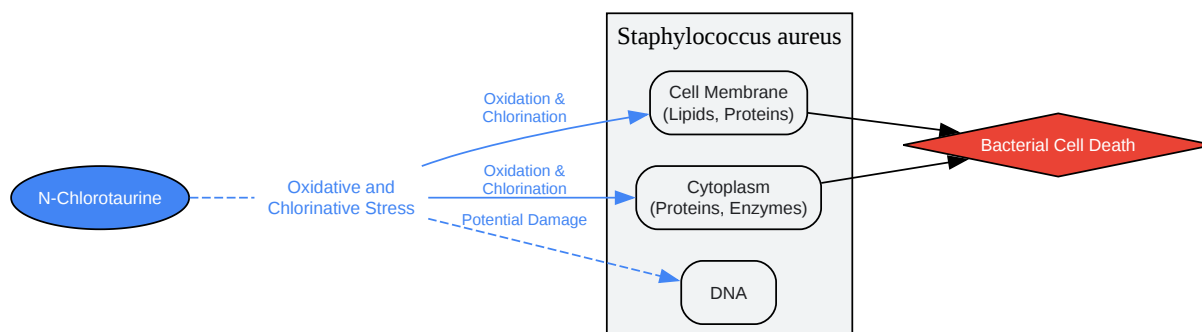 Staphylococcus aureus
Oxidation &
Chlorination
Cell Membrane
(Lipids, Proteins)
Bacterial Cell Death
N-Chlorotaurine
Oxidative and
Chlorinative Stress
Oxidation &
Chlorination
Cytoplasm
(Proteins, Enzymes)
Potential Damage
DNA